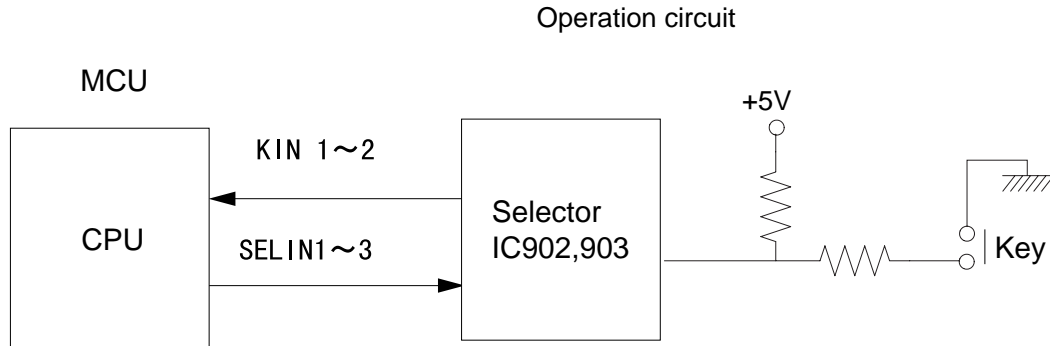 Operation circuit
MCU
+5V
KIN 1～2
CPU
SELIN1～3
Selector
IC902,903
Key